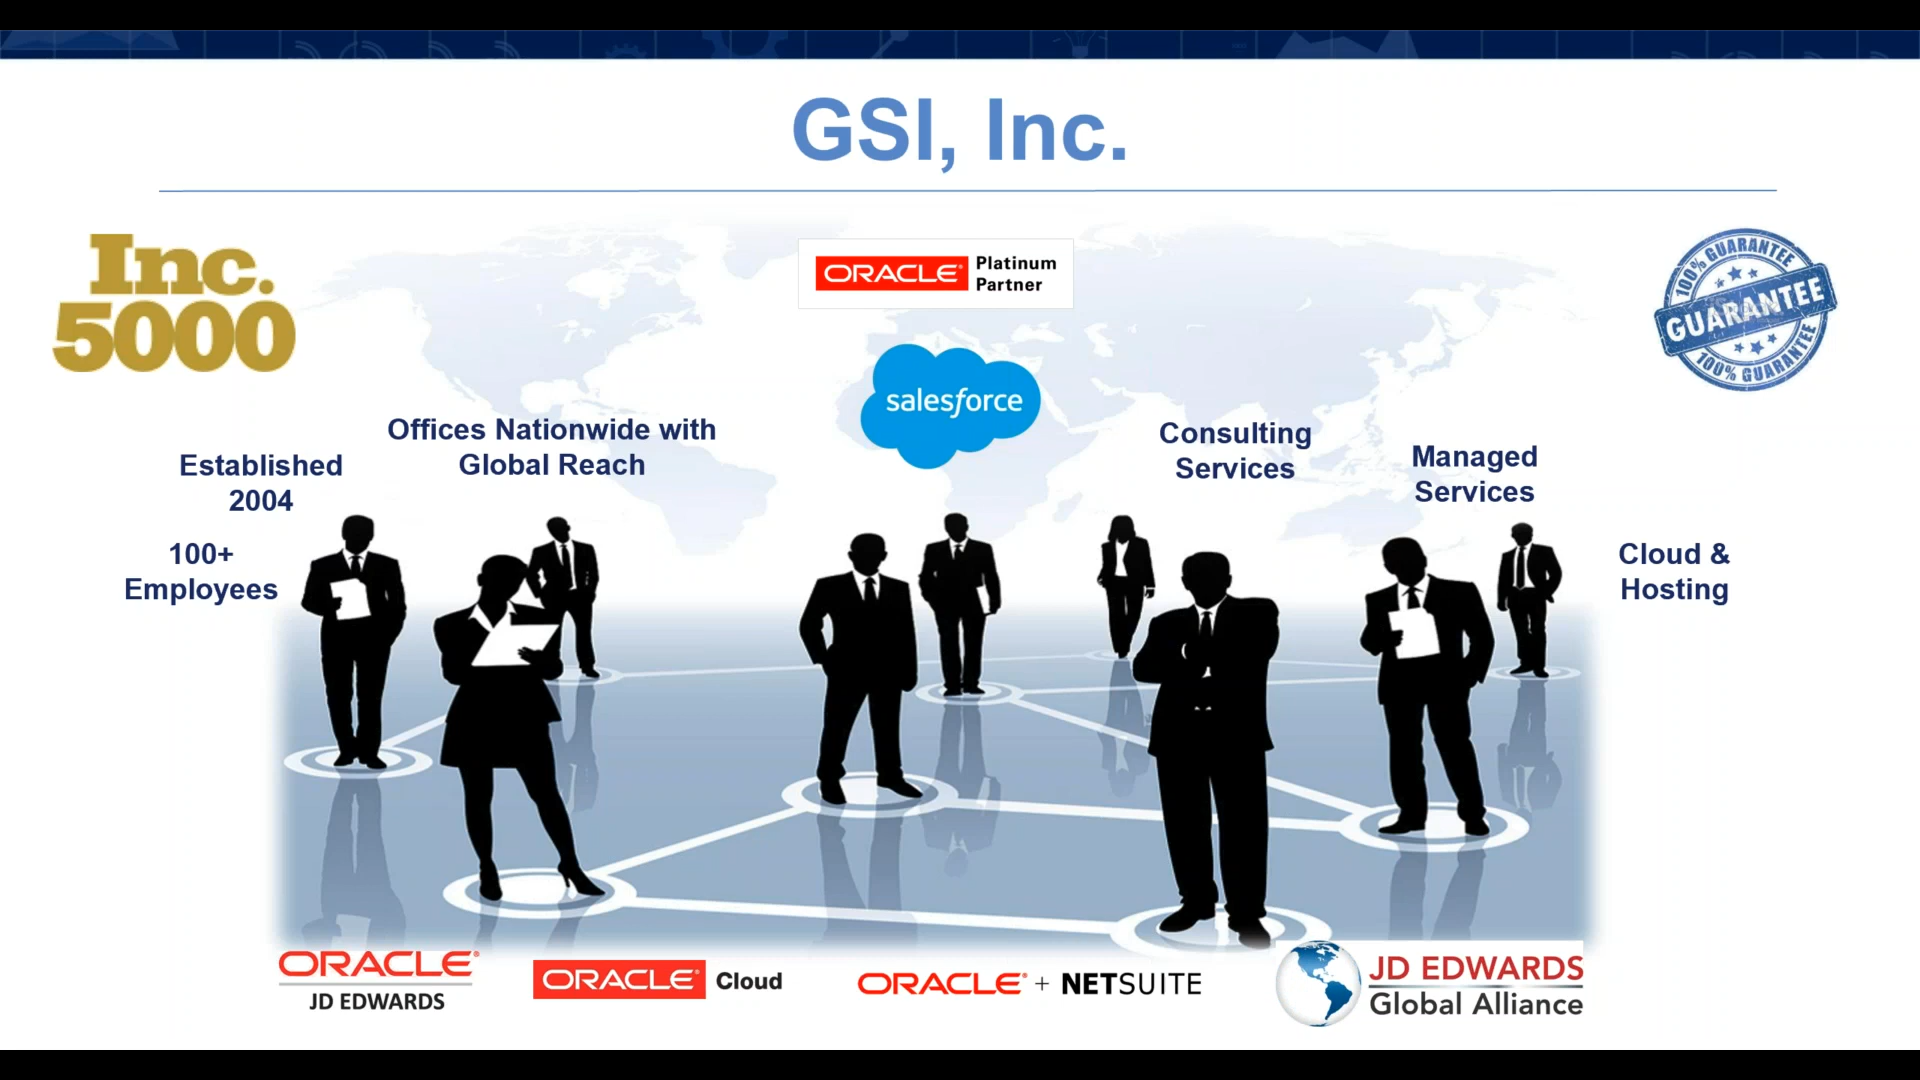 GSI, Inc.
Inc.
5000
ORACLE® Platinum
Partner
100% GUARANTEE
GUARANTEE
100% GUARANTEE
salesforce
Offices Nationwide with
Global Reach
Established
2004
100+
Employees
Consulting
Services
Managed
Services
Cloud &
Hosting
ORACLE®
JD EDWARDS
ORACLE® Cloud
ORACLE® + NETSUITE
JD EDWARDS
Global Alliance